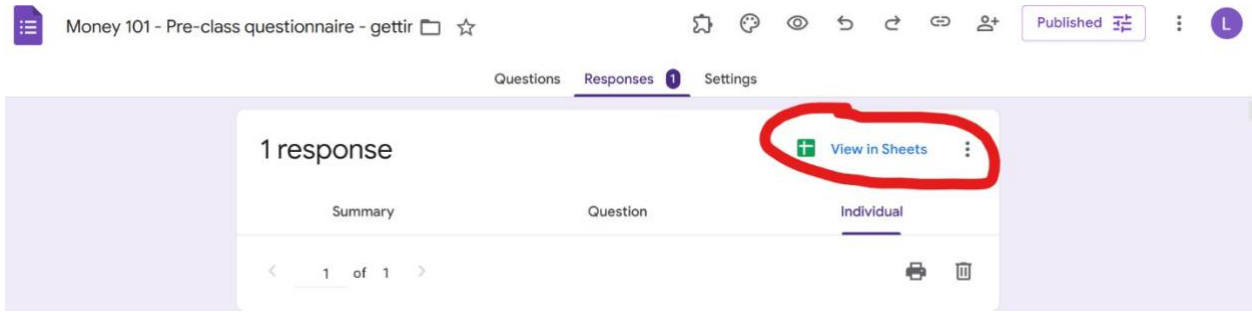 Money 101 - Pre-class questionnaire - gettir
Published
L
Questions Responses 1 Settings
1 response
View in Sheets
Summary Question Individual
1 of 1